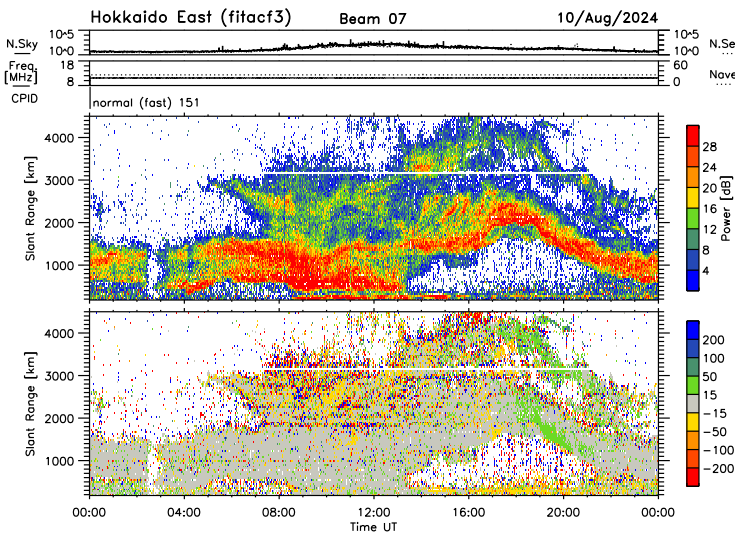 Hokkaido East (fitacf3) Beam 07 10/Aug/2024
N.Sky 10^5 10^0 10^5 10^0 N.Se
Freq [MHz] 18 8 60 0 Nave
CPID normal (fast) 151
Slant Range [km] 4000 3000 2000 1000
Power [dB] 28 24 20 16 12 8 4
Slant Range [km] 4000 3000 2000 1000
200 100 50 15 -15 -50 -100 -200
00:00 04:00 08:00 12:00 16:00 20:00 00:00
Time UT